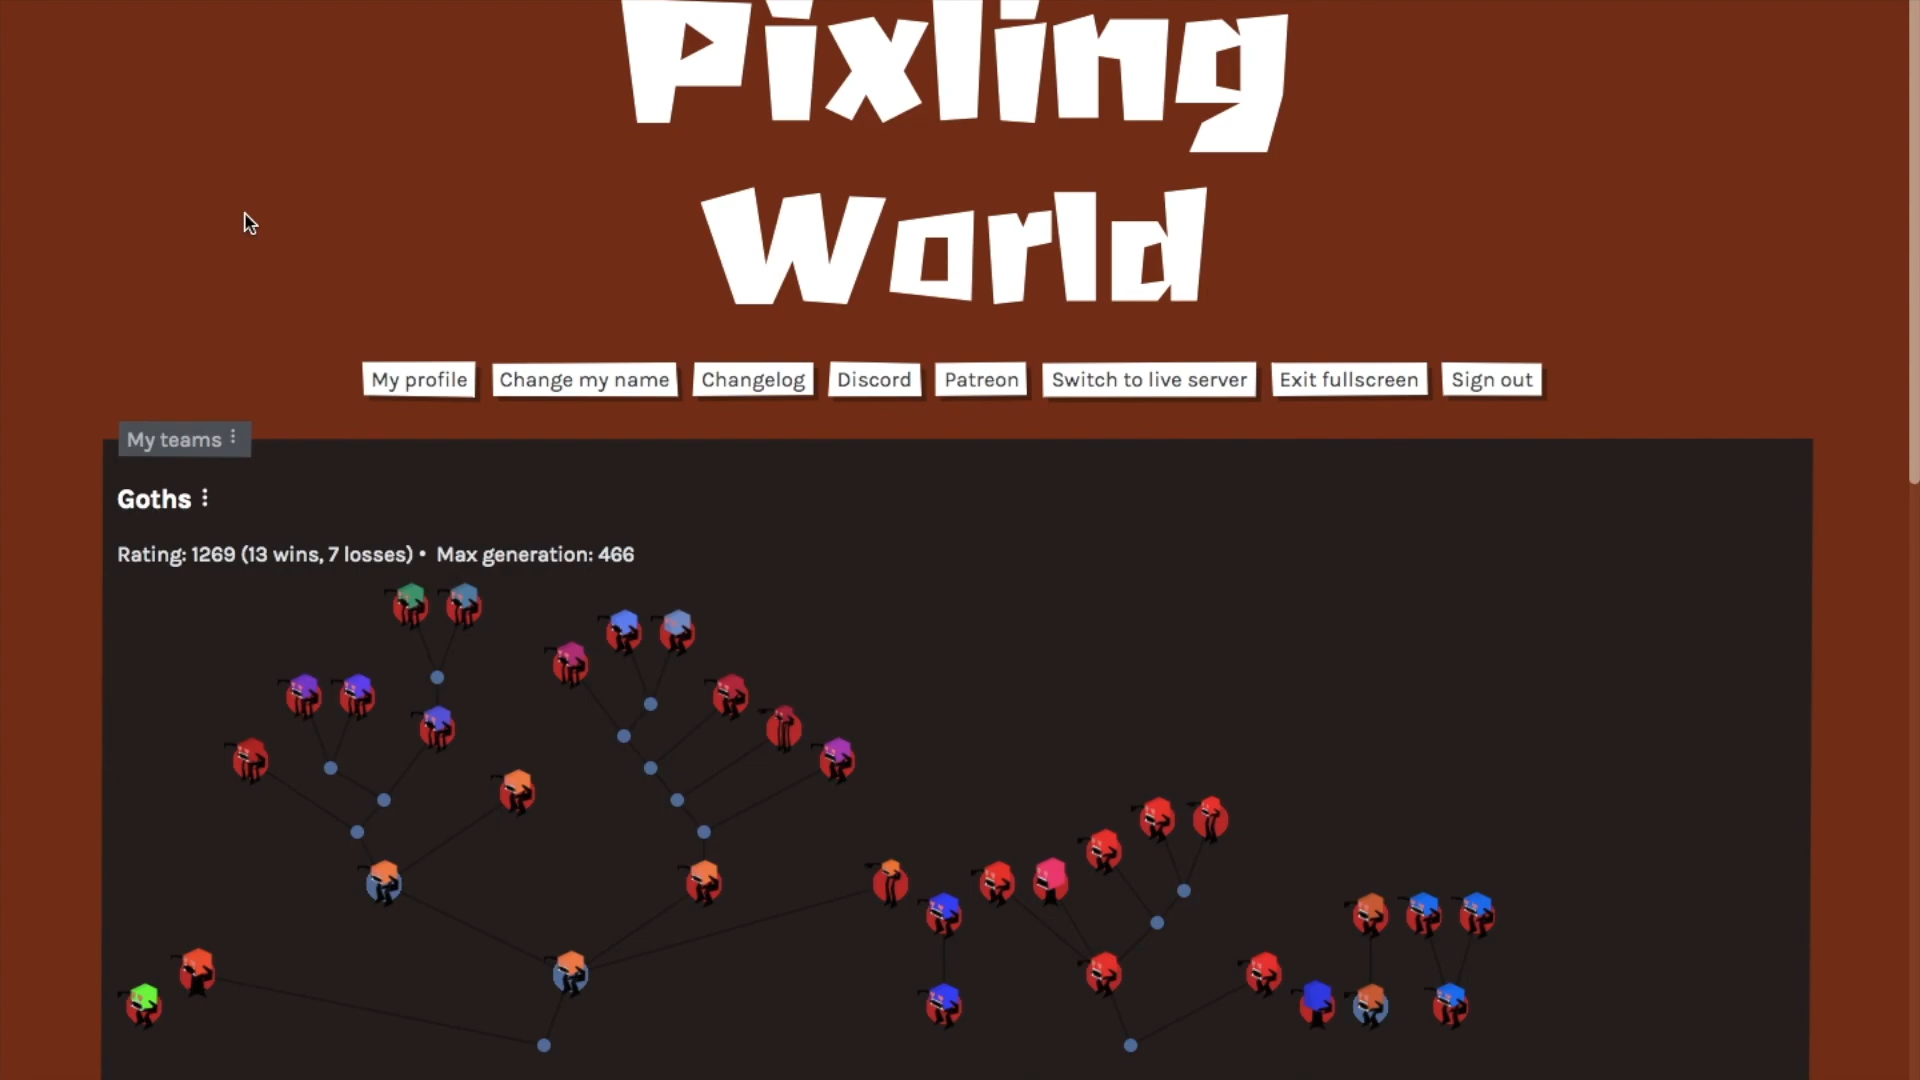 Pixling
World
My profile
Change my name
Changelog
Discord
Patreon
Switch to live server
Exit fullscreen
Sign out
My teams
Goths
Rating: 1269 (13 wins, 7 losses) • Max generation: 466